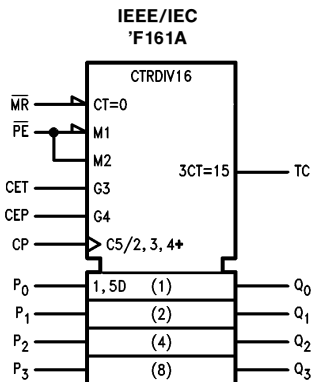 IEEE/IEC
'F161A
CTRDIV16
MR CT=0
PE M1
M2
3CT=15 TC
CET G3
CEP G4
CP C5/2,3,4+
P0 1,5D (1) Q0
P1 (2) Q1
P2 (4) Q2
P3 (8) Q3